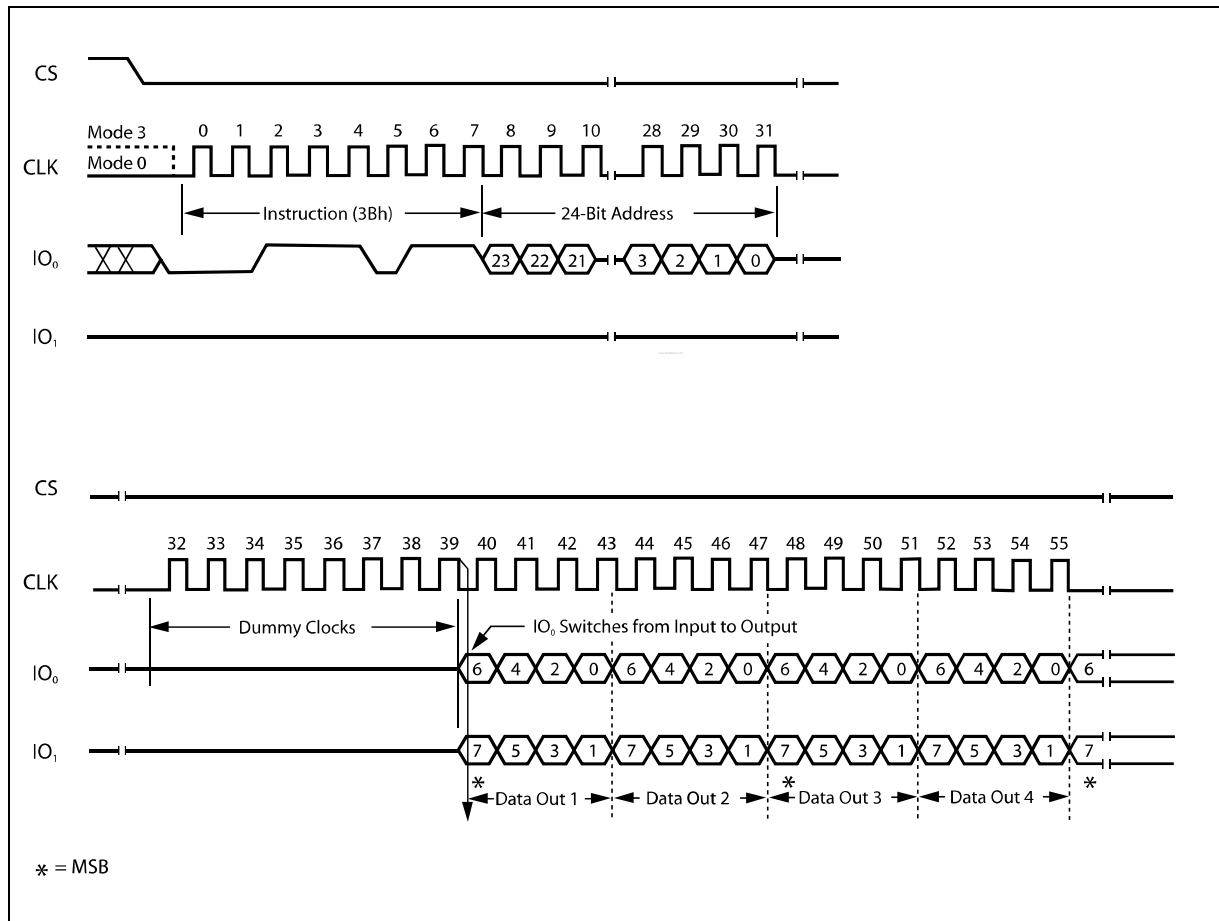 CS
Mode 3
0 1 2 3 4 5 6 7 8 9 10 28 29 30 31
CLK
Mode 0
Instruction (3Bh)
24-Bit Address
IO₀
23 22 21 3 2 1 0
IO₁
CS
32 33 34 35 36 37 38 39 40 41 42 43 44 45 46 47 48 49 50 51 52 53 54 55
CLK
Dummy Clocks
IO₀ Switches from Input to Output
IO₀
6 4 2 0 6 4 2 0 6 4 2 0 6 4 2 0 6
IO₁
7 5 3 1 7 5 3 1 7 5 3 1 7 5 3 1 7
* * *
Data Out 1 Data Out 2 Data Out 3 Data Out 4
* = MSB